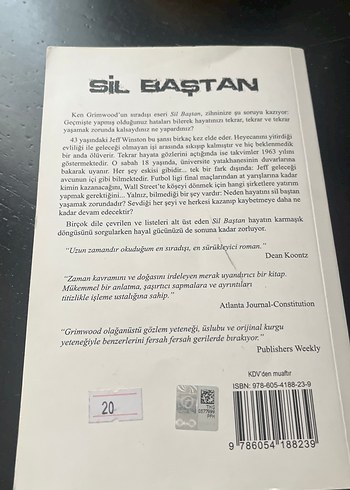 SİL BAŞTAN
Ken Grimwood'un sıradışı eseri Sil Baştan, zihninize şu soruyu kazıyor:
Geçmişte yapmış olduğunuz hataları bilerek hayatınızı tekrar, tekrar ve tekrar
yaşamak zorunda kalsaydınız ne yapardınız?
43 yaşındaki Jeff Winston bu şansı birkaç kez elde eder. Heyecanını yitirdiği
evliliği ile geleceği olmayan işi arasında sıkışıp kalmıştır ve hiç beklenmedik
bir anda ölüverir. Tekrar hayata gözlerini açtığında ise takvimler 1963 yılını
göstermektedir. O sabah 18 yaşında, üniversite yatakhanesinin duvarlarına
bakarak uyanır. Her şey eskisi gibidir... tek bir fark dışında: Jeff geleceği
avcunun içi gibi bilmektedir. Futbol ligi final maçlarından at yarışlarına kadar
kimin kazanacağını, Wall Street'te köşeyi dönmek için hangi şirketlere yatırım
yapmak gerektiğini... Yalnız, bilmediği bir şey vardır: Neden hayatını sil baştan
yaşamak zorundadır? Sevdiği her şeyi ve herkesi kazanıp kaybetmeye daha ne
kadar devam edecektir?
Birçok dile çevrilen ve listeleri alt üst eden Sil Baştan hayatın karmaşık
döngüsünü sorgularken hayal gücünüzü de sonuna kadar zorluyor.
"Uzun zamandır okuduğum en sıradışı, en sürükleyici roman."
Dean Koontz
"Zaman kavramını ve doğasını irdeleyen merak uyandırıcı bir kitap.
Mükemmel bir anlatma, şaşırtıcı sapmalara ve ayrıntıları
titizlikle işleme ustalığına sahip."
Atlanta Journal-Constitution
"Grimwood olağanüstü gözlem yeteneği, üslubu ve orijinal kurgu
yeteneğiyle benzerlerini fersah fersah gerilerde bırakıyor."
Publishers Weekly
KDV'den muaftır
ISBN: 978-605-4188-23-9
20
9 786054 188239